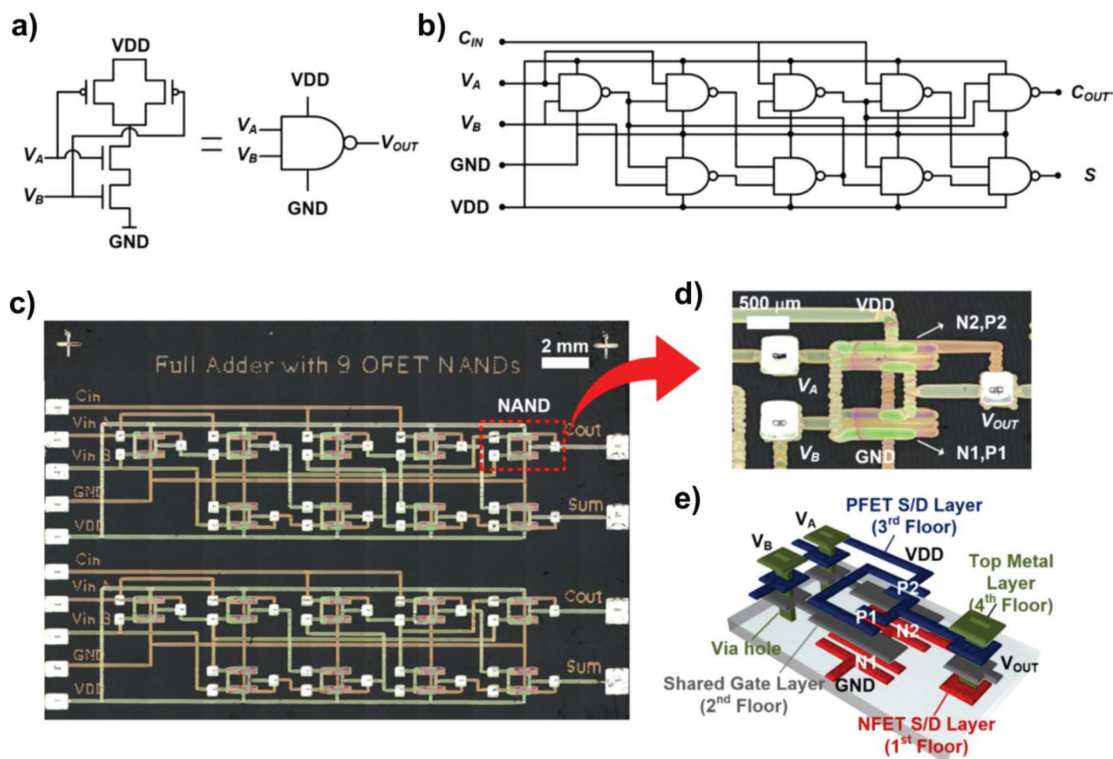 a)
VDD
V_A
V_B
GND
=
VDD
V_A
V_B
V_OUT
GND
b)
C_IN
V_A
V_B
GND
VDD
C_OUT
S
c)
2 mm
Full Adder with 9 OFET NANDs
NAND
Cin
Vin A
Vin B
GND
VDD
Cout
Sum
Cin
Vin A
Vin B
GND
VDD
Cout
Sum
d)
500 μm
VDD
N2,P2
V_A
V_OUT
V_B
GND
N1,P1
e)
PFET S/D Layer
(3rd Floor)
V_A
V_B
VDD
Top Metal
Layer
(4th Floor)
P2
P1
N2
Via hole
N1
V_OUT
Shared Gate Layer
(2nd Floor)
GND
NFET S/D Layer
(1st Floor)